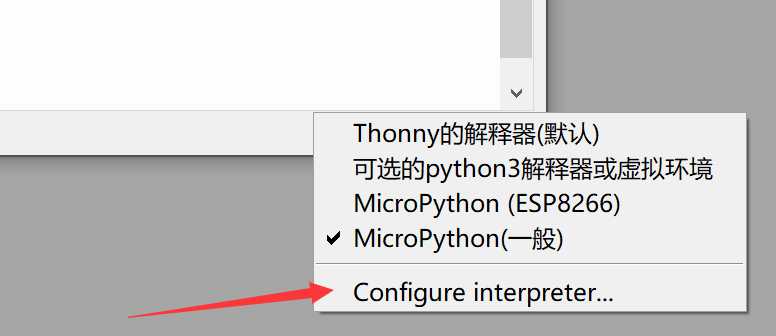 Thonny的解释器(默认)
可选的python3解释器或虚拟环境
MicroPython (ESP8266)
MicroPython(一般)
Configure interpreter...